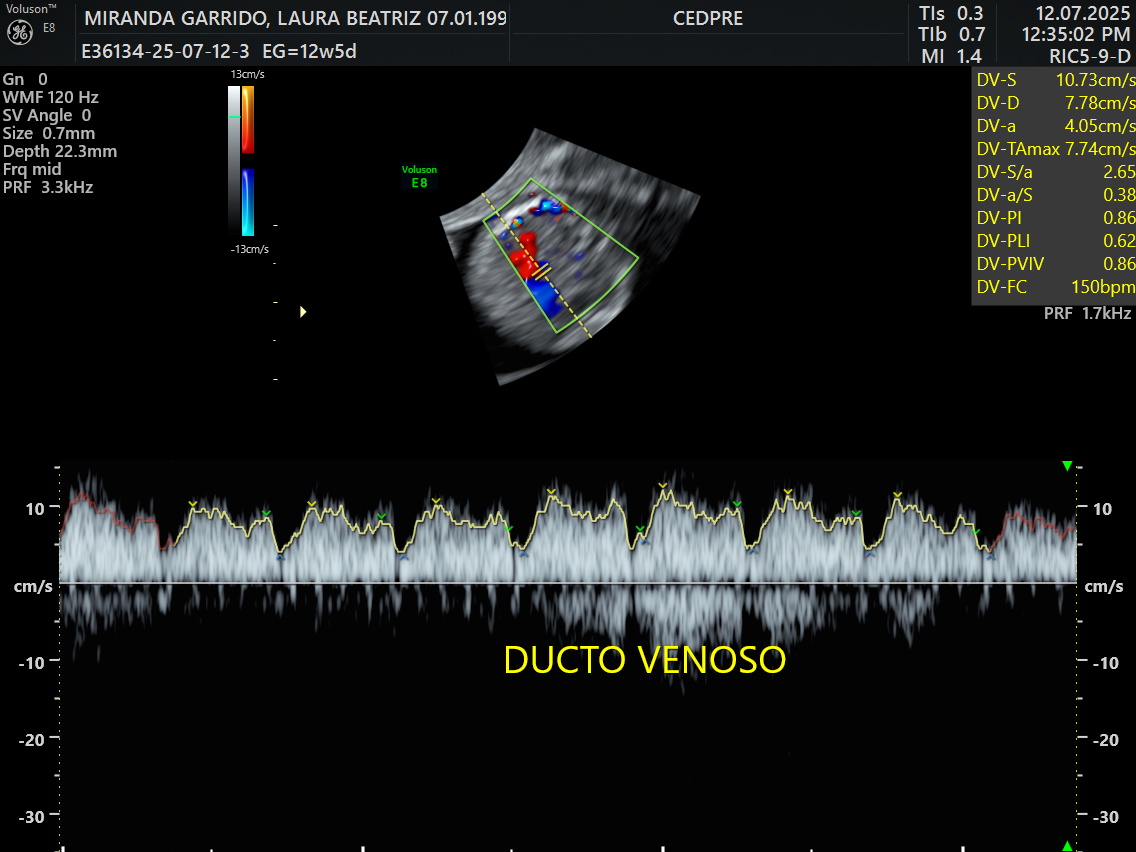 Voluson™
E8
MIRANDA GARRIDO, LAURA BEATRIZ 07.01.199
E36134-25-07-12-3 EG=12w5d
CEDPRE
TIs 0.3
TIb 0.7
MI 1.4
12.07.2025
12:35:02 PM
RIC5-9-D
Gn 0
WMF 120 Hz
SV Angle 0
Size 0.7mm
Depth 22.3mm
Frq mid
PRF 3.3kHz
13cm/s
-13cm/s
Voluson
E8
DV-S 10.73cm/s
DV-D 7.78cm/s
DV-a 4.05cm/s
DV-TAmax 7.74cm/s
DV-S/a 2.65
DV-a/S 0.38
DV-PI 0.86
DV-PLI 0.62
DV-PVIV 0.86
DV-FC 150bpm
PRF 1.7kHz
10 10
cm/s cm/s
DUCTO VENOSO
-10 -10
-20 -20
-30 -30